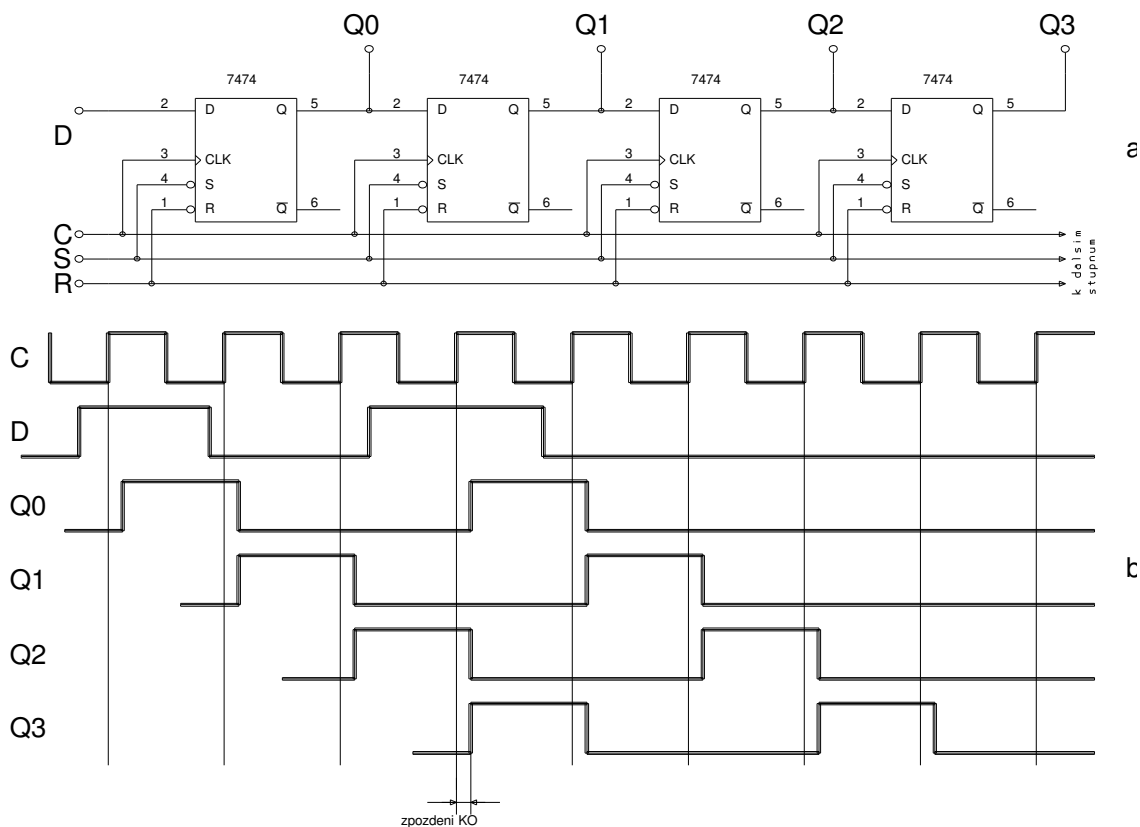 Q0 Q1 Q2 Q3
7474 7474 7474 7474
D 2 D Q 5 2 D Q 5 2 D Q 5 2 D Q 5
a
3 CLK 3 CLK 3 CLK 3 CLK
4 S 4 S 4 S 4 S
1 R Q 6 1 R Q 6 1 R Q 6 1 R Q 6
C
S
R
k dalsim
stupnum
C
D
Q0
Q1
b
Q2
Q3
zpozdeni KO